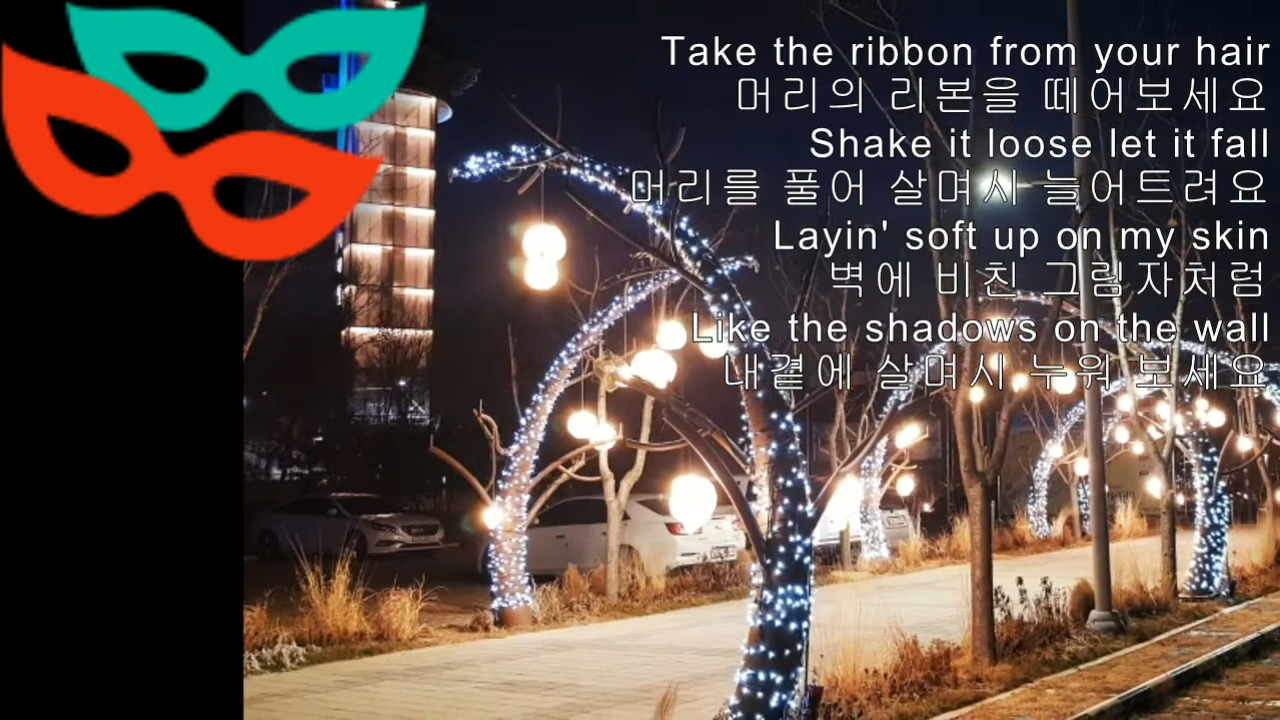 Take the ribbon from your hair
머리의 리본을 떼어보세요
Shake it loose let it fall
머리를 풀어 살며시 늘어트려요
Layin' soft up on my skin
벽에 비친 그림자처럼
Like the shadows on the wall
내곁에 살며시 누워 보세요